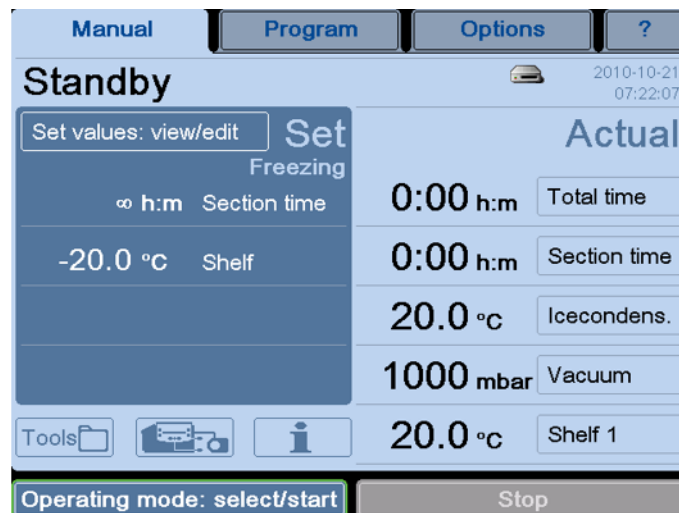 Manual Program Options ?
Standby 2010-10-21
07:22:07
Set values: view/edit Set Actual
Freezing
∞ h:m Section time 0:00 h:m Total time
-20.0 °C Shelf 0:00 h:m Section time
20.0 °C Icecondens.
1000 mbar Vacuum
Tools i 20.0 °C Shelf 1
Operating mode: select/start Stop